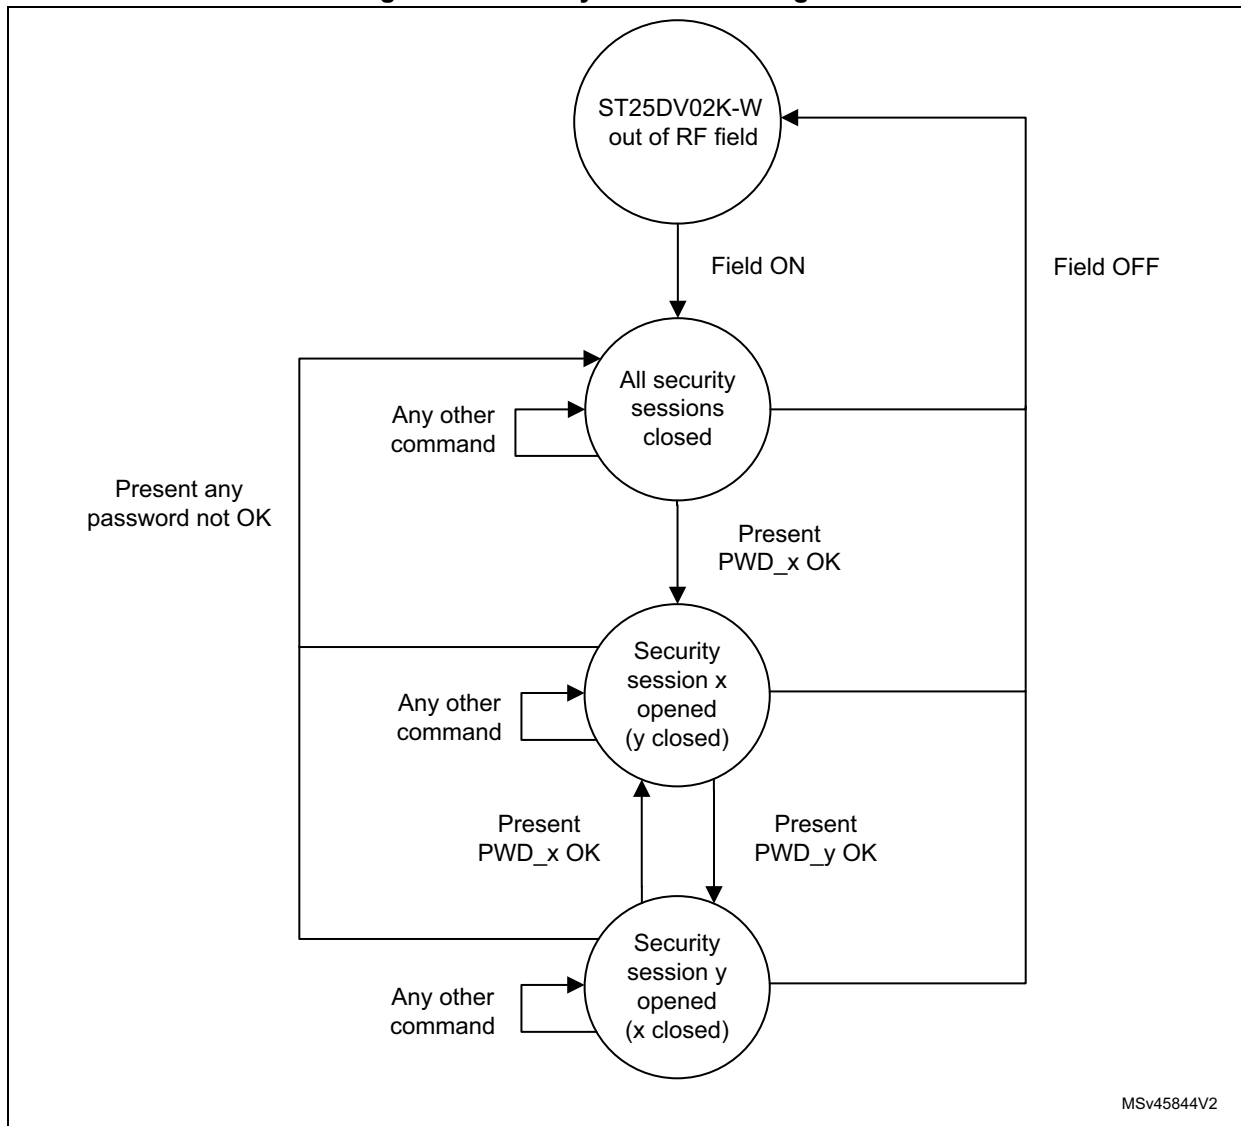 ST25DV02K-W
out of RF field
Field ON
Field OFF
All security
sessions
closed
Any other
command
Present any
password not OK
Present
PWD_x OK
Security
session x
opened
(y closed)
Any other
command
Present
PWD_x OK
Present
PWD_y OK
Security
session y
opened
(x closed)
Any other
command
MSv45844V2